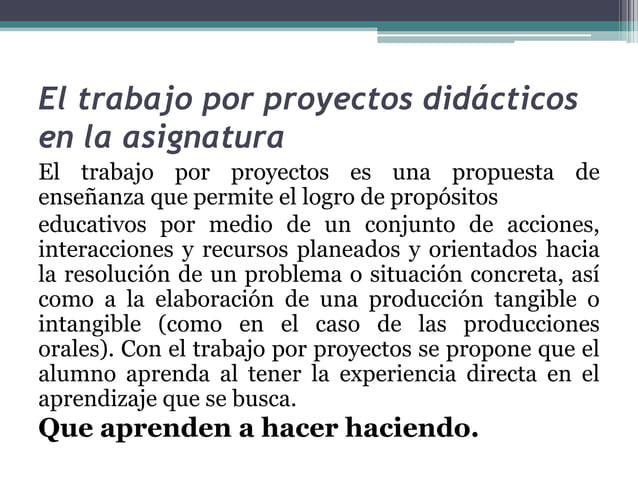 El trabajo por proyectos didácticos
en la asignatura
El trabajo por proyectos es una propuesta de
enseñanza que permite el logro de propósitos
educativos por medio de un conjunto de acciones,
interacciones y recursos planeados y orientados hacia
la resolución de un problema o situación concreta, así
como a la elaboración de una producción tangible o
intangible (como en el caso de las producciones
orales). Con el trabajo por proyectos se propone que el
alumno aprenda al tener la experiencia directa en el
aprendizaje que se busca.
Que aprenden a hacer haciendo.